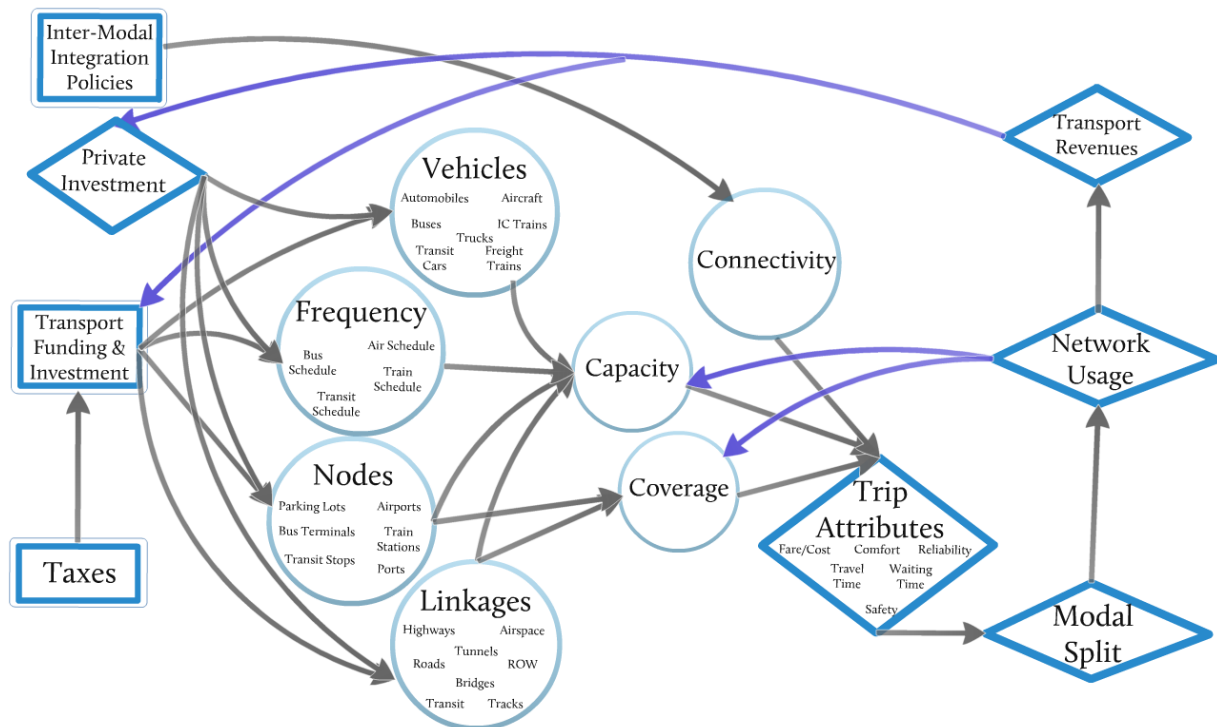 Inter-Modal
Integration
Policies
Private
Investment
Transport
Funding &
Investment
Taxes
Vehicles
Automobiles Aircraft
Buses IC Trains
Trucks
Transit Freight
Cars Trains
Frequency
Air Schedule
Bus
Schedule
Train
Schedule
Transit
Schedule
Nodes
Parking Lots Airports
Bus Terminals Train
Stations
Transit Stops
Ports
Linkages
Highways Airspace
Tunnels
Roads ROW
Bridges
Transit Tracks
Capacity
Coverage
Connectivity
Trip
Attributes
Fare/Cost Comfort Reliability
Travel Waiting
Time Time
Safety
Modal
Split
Network
Usage
Transport
Revenues